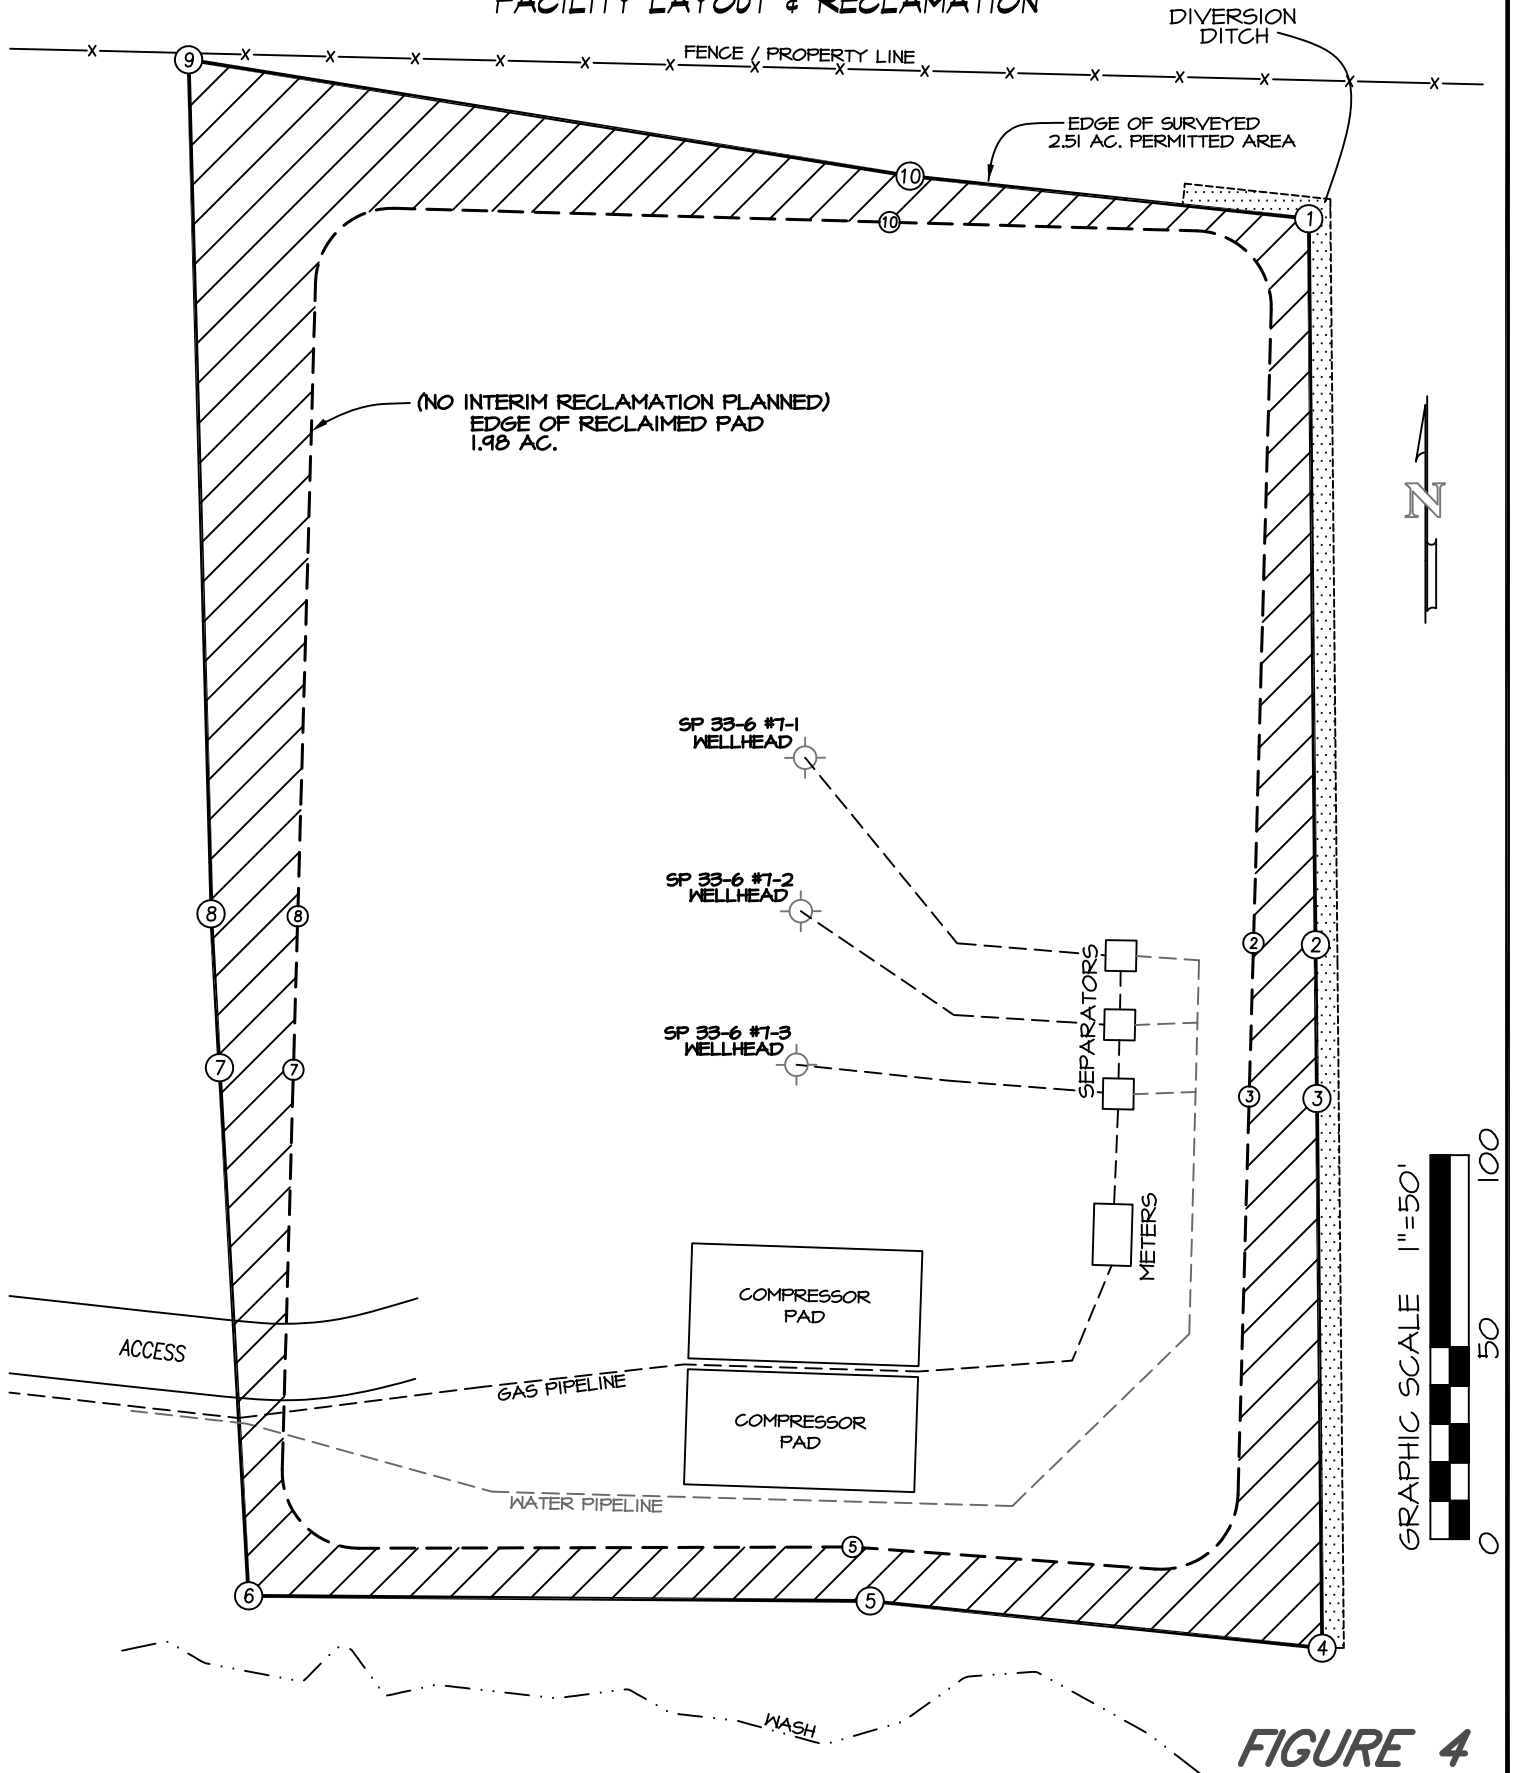 FACILITY LAYOUT & RECLAMATION
DIVERSION
DITCH
9
FENCE / PROPERTY LINE
EDGE OF SURVEYED
2.51 AC. PERMITTED AREA
10
10
1
(NO INTERIM RECLAMATION PLANNED)
EDGE OF RECLAIMED PAD
1.98 AC.
N
SP 33-6 #7-1
WELLHEAD
SP 33-6 #7-2
WELLHEAD
8
8
2
2
SEPARATORS
SP 33-6 #7-3
WELLHEAD
7
7
3
3
METERS
COMPRESSOR
PAD
ACCESS
GAS PIPELINE
COMPRESSOR
PAD
WATER PIPELINE
GRAPHIC SCALE 1"=50'
0
50
100
5
6
5
4
WASH
FIGURE 4